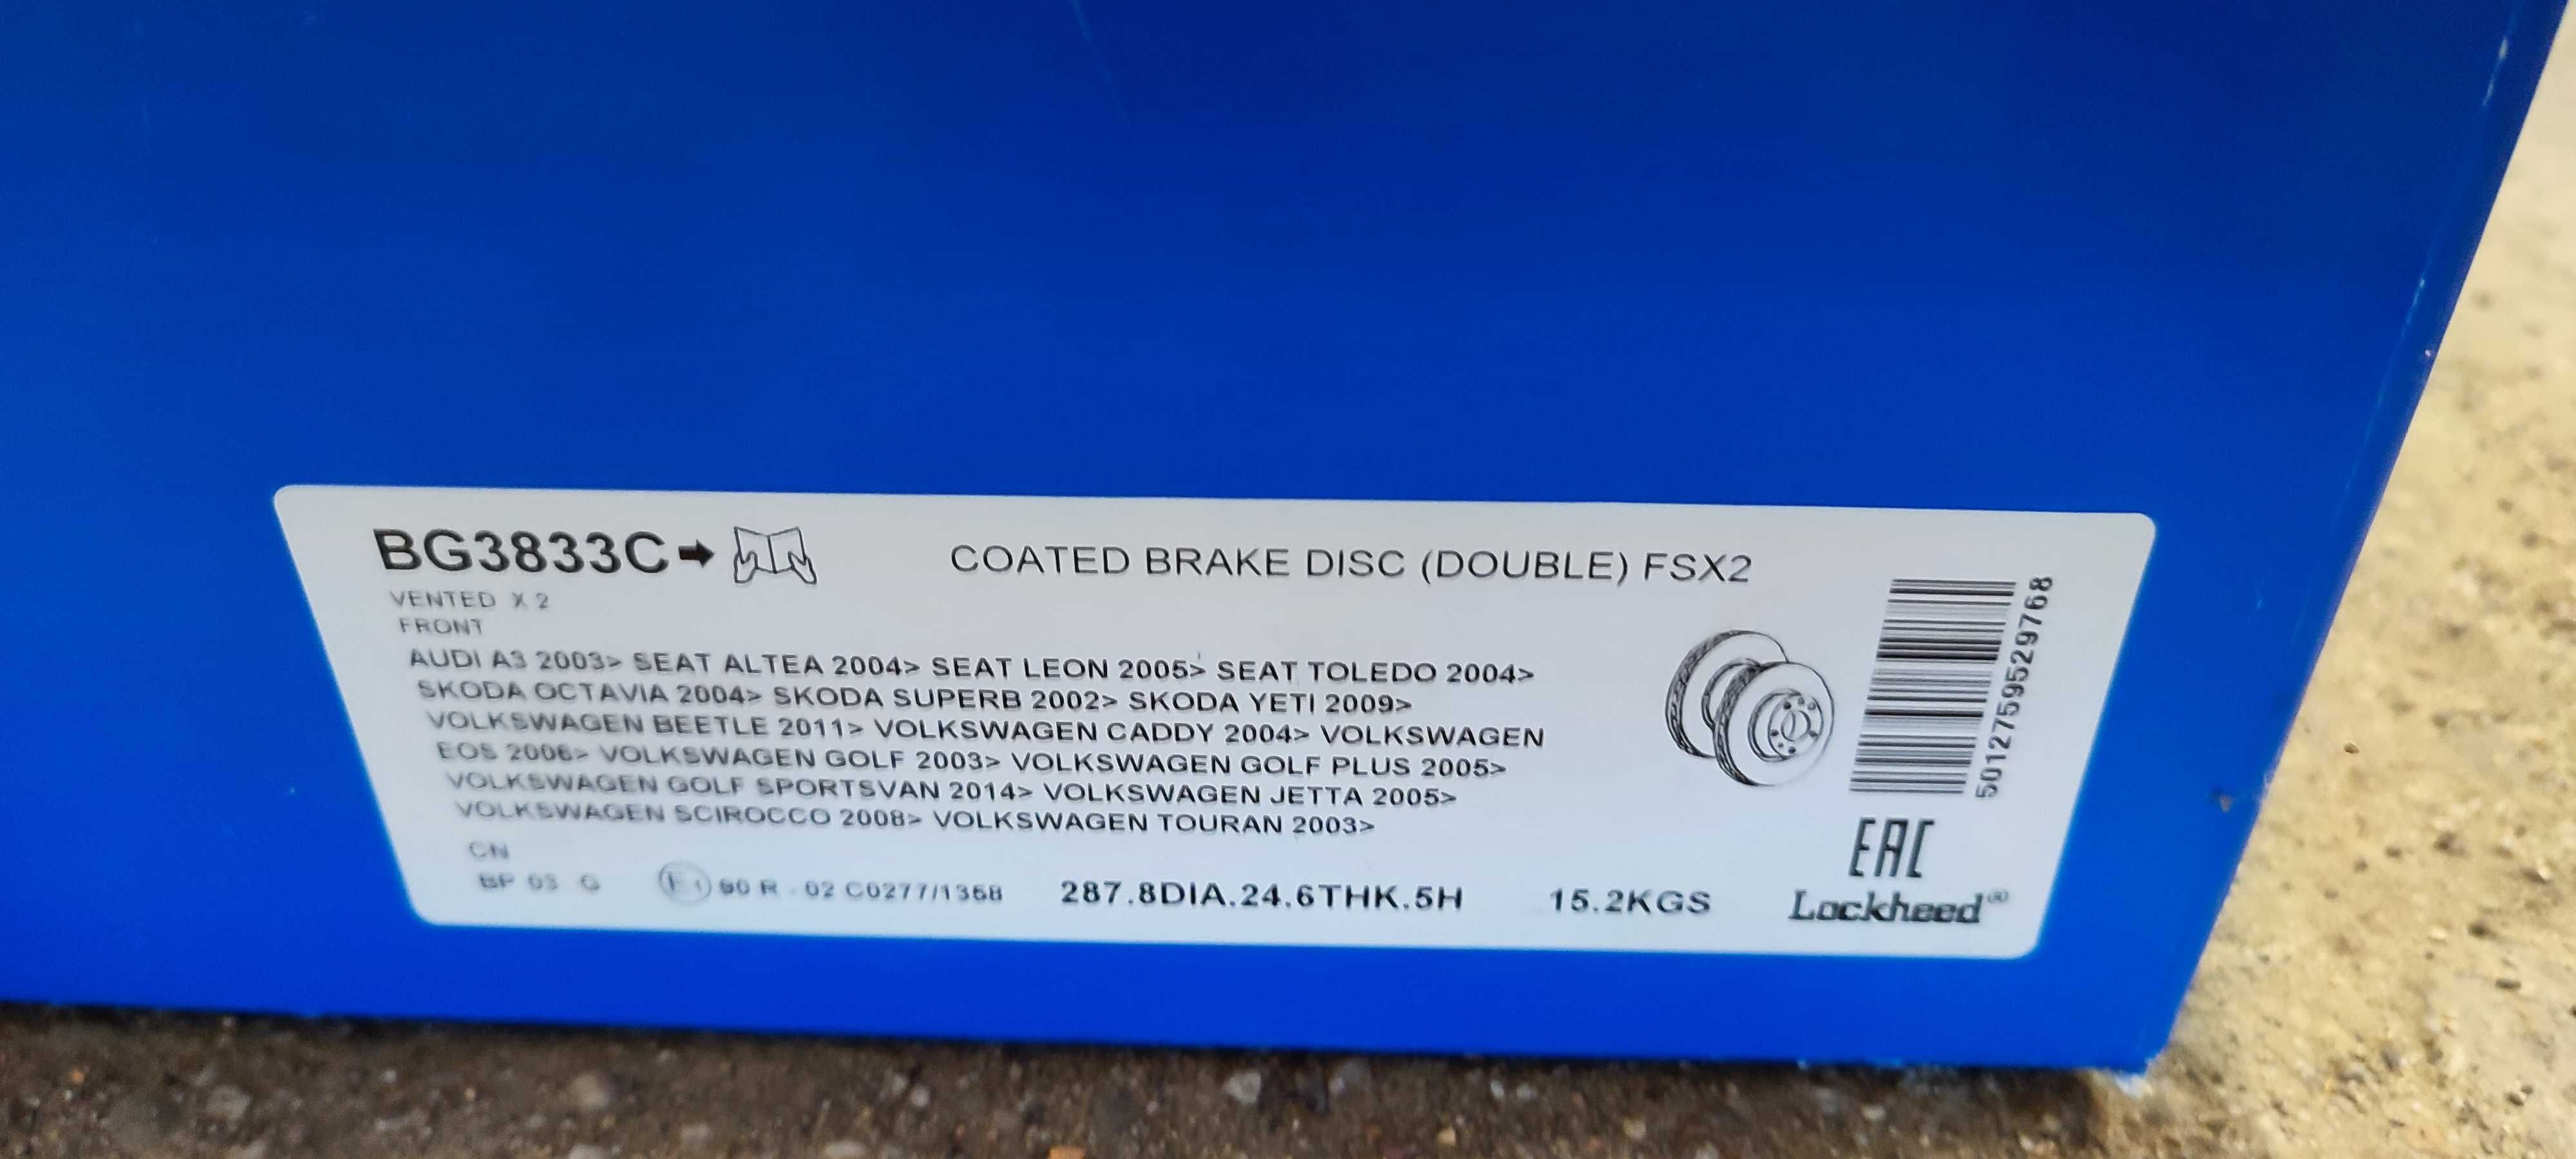 BG3833C
COATED BRAKE DISC (DOUBLE) FSX2
VENTED X 2
FRONT
AUDI A3 2003> SEAT ALTEA 2004> SEAT LEON 2005> SEAT TOLEDO 2004>
SKODA OCTAVIA 2004> SKODA SUPERB 2002> SKODA YETI 2009>
VOLKSWAGEN BEETLE 2011> VOLKSWAGEN CADDY 2004> VOLKSWAGEN
EOS 2006> VOLKSWAGEN GOLF 2003> VOLKSWAGEN GOLF PLUS 2005>
VOLKSWAGEN GOLF SPORTSVAN 2014> VOLKSWAGEN JETTA 2005>
VOLKSWAGEN SCIROCCO 2008> VOLKSWAGEN TOURAN 2003>
CN
BP 03 G
90 R - 02 C0277/1368
287.8DIA.24.6THK.5H
15.2KGS
5012759529768
EAC
Lockheed®